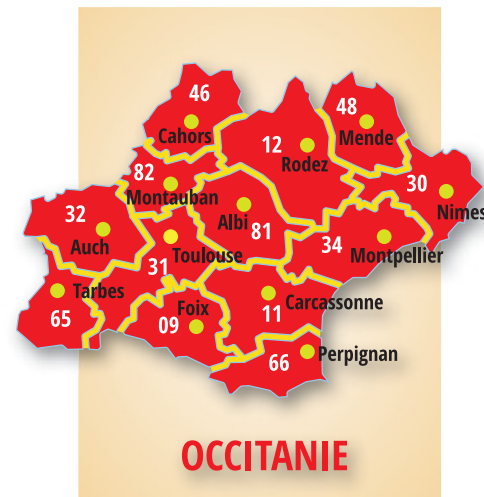 46
Cahors
48
Mende
12
Rodez
82
Montauban
30
Nimes
32
Auch
Albi
81
34
Montpellier
Toulouse
31
Tarbes
65
Foix
09
Carcassonne
11
66
Perpignan
OCCITANIE